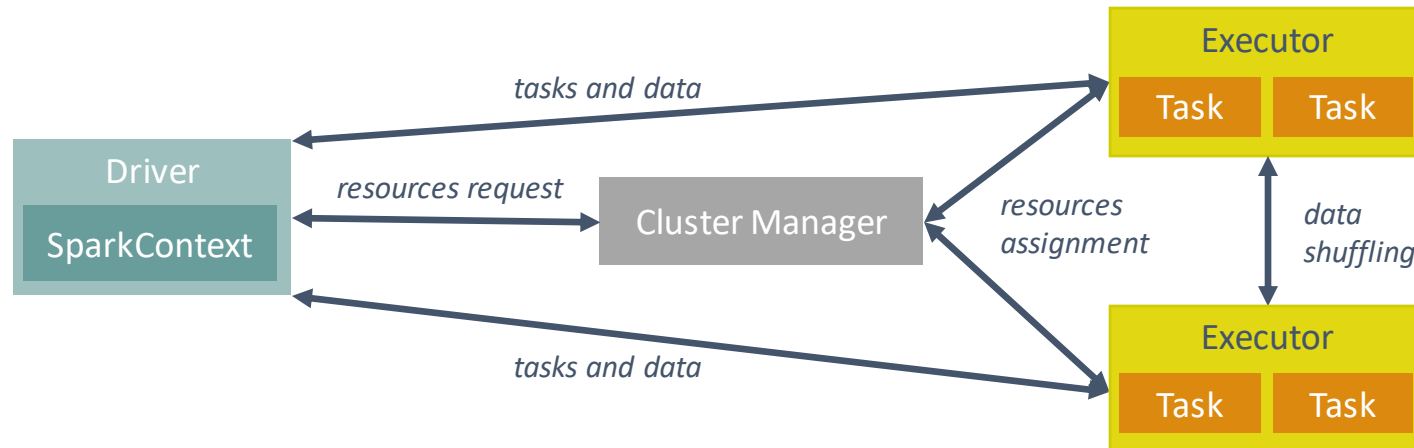 Executor
Task Task
tasks and data
Driver
SparkContext
resources request
Cluster Manager
resources
assignment
data
shuffling
tasks and data
Executor
Task Task